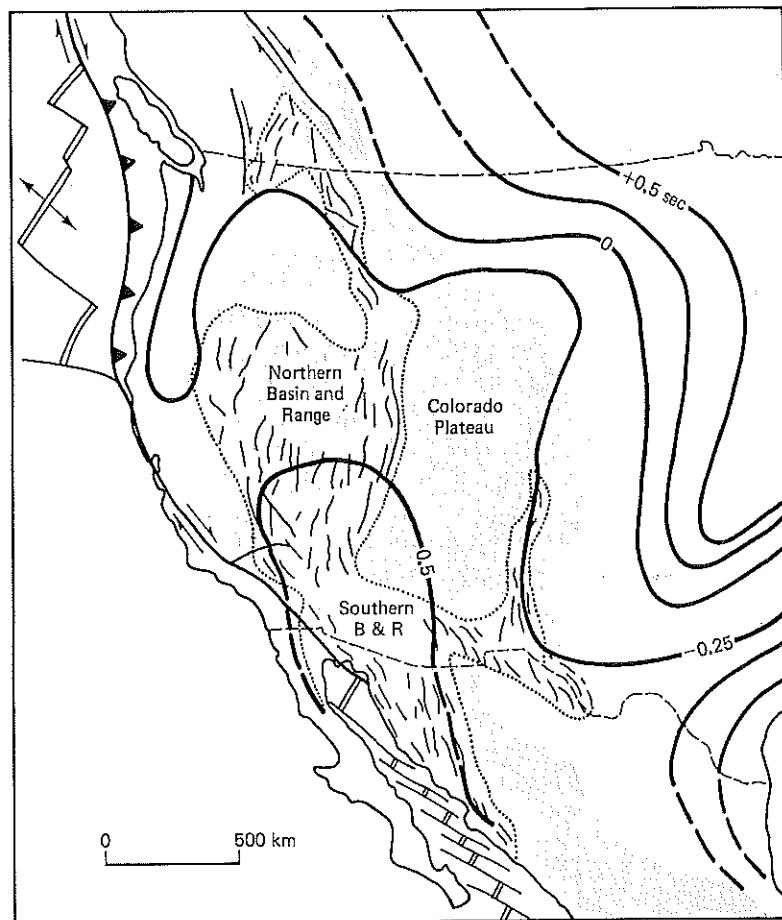 +0.5 sec
0
Northern
Basin and
Range
Colorado
Plateau
0.5
Southern
B & R
-0.25
0 500 km